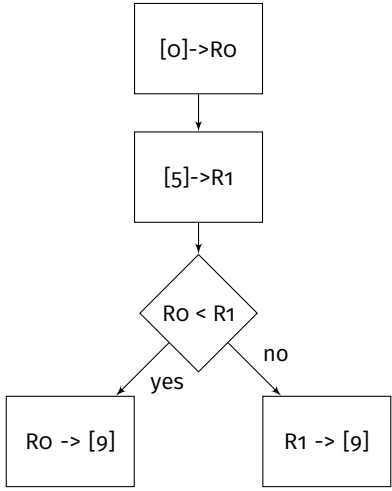 [0]->R0
[5]->R1
R0 < R1
yes
no
R0 -> [9]
R1 -> [9]